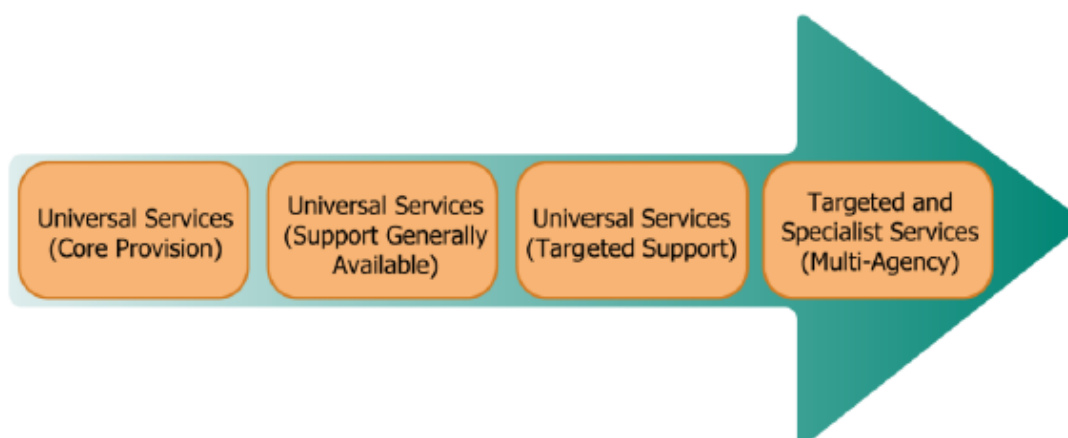 Universal Services
(Core Provision)
Universal Services
(Support Generally
Available)
Universal Services
(Targeted Support)
Targeted and
Specialist Services
(Multi-Agency)